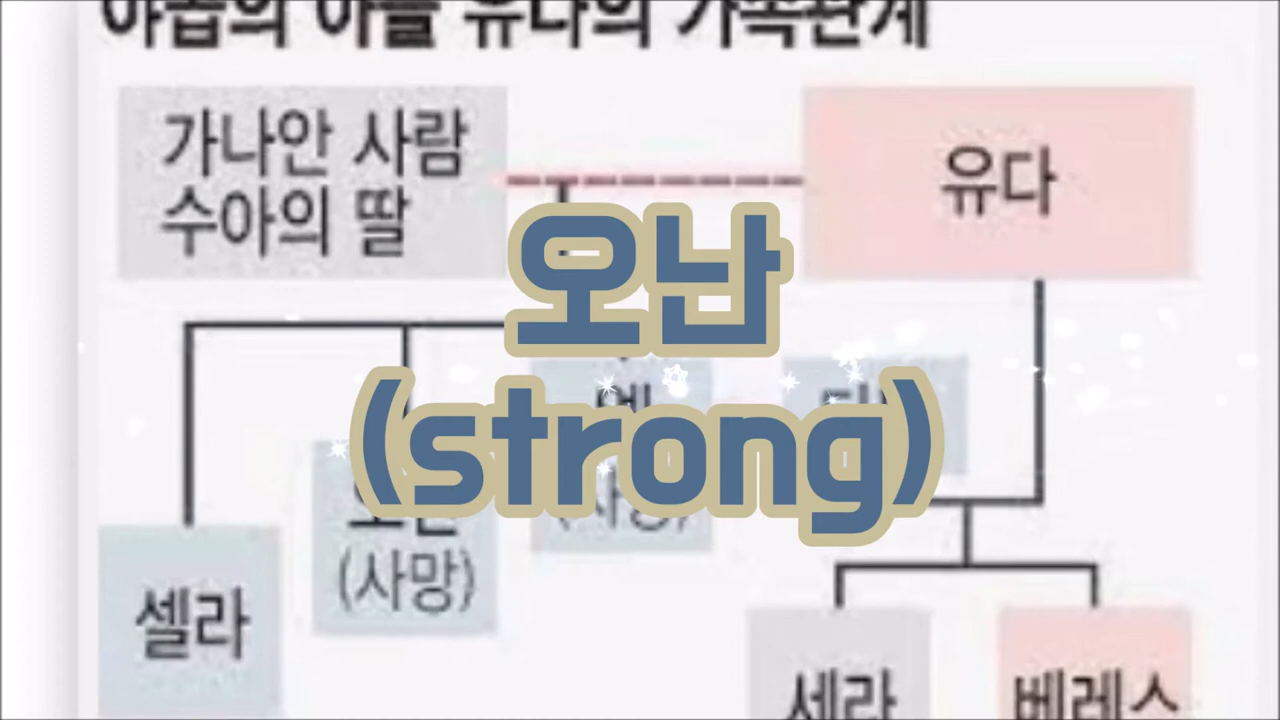 야곱의 아들 유다의 가족관계
가나안 사람
수아의 딸
유다
오난
(strong)
(사망)
(사망)
셀라
세라
베레스